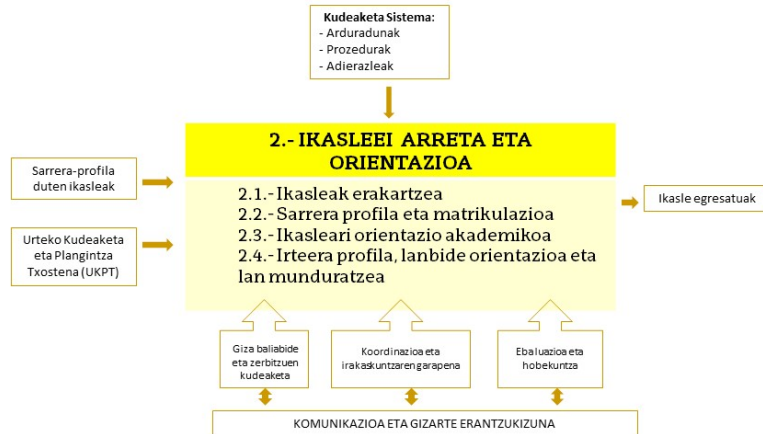 Kudeaketa Sistema:
- Arduradunak
- Prozedurak
- Adierazleak
2.- IKASLEEI ARRETA ETA
ORIENTAZIOA
Sarrera-profila
duten ikasleak
2.1.- Ikasleak erakartzea
2.2.- Sarrera profila eta matrikulazioa
2.3.- Ikasleari orientazio akademikoa
2.4.- Irteera profila, lanbide orientazioa eta
lan munduratzea
Ikasle egresatuak
Urteko Kudeaketa
eta Plangintza
Txostena (UKPT)
Giza baliabide
eta zerbitzuen
kudeaketa
Koordinazioa eta
irakaskuntzaren garapena
Ebaluazioa eta
hobekuntza
KOMUNIKAZIOA ETA GIZARTE ERANTZUKIZUNA